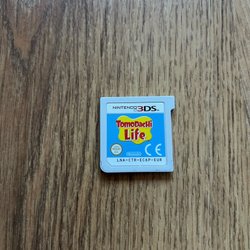 NINTENDO 3DS
TOMODACHI
Life
CE
LNA-CTR-EC6P-EUR